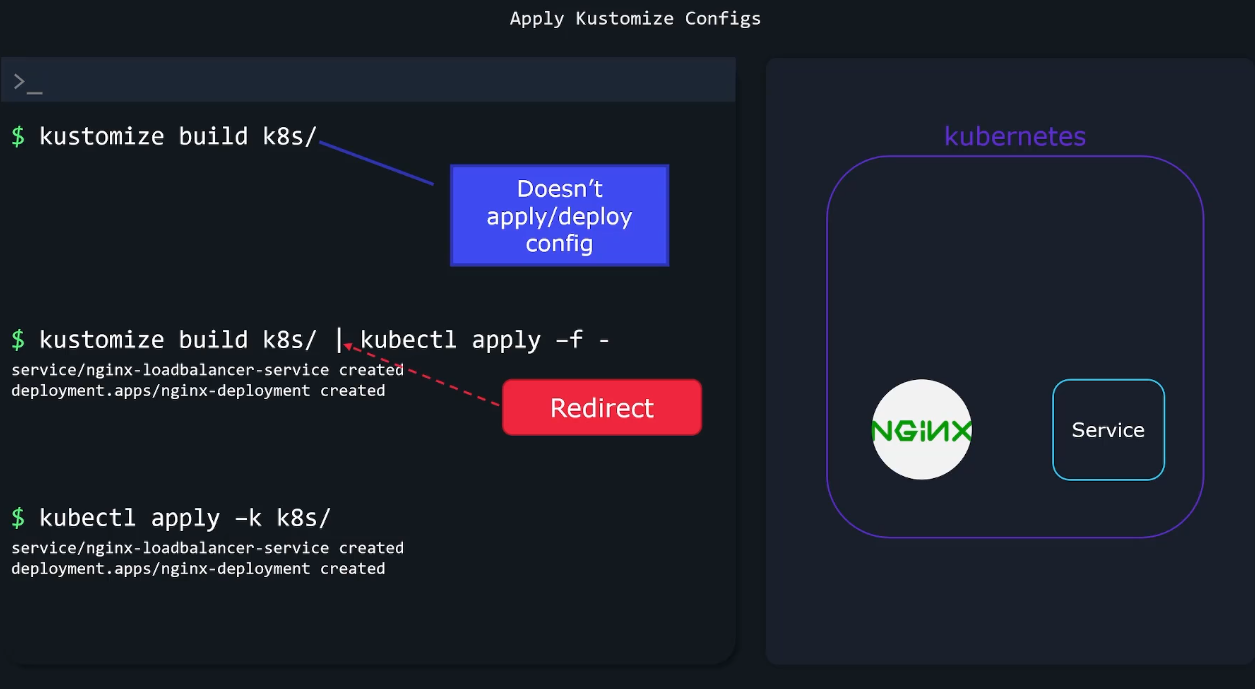 Apply Kustomize Configs
>_
$ kustomize build k8s/
Doesn’t
apply/deploy
config
$ kustomize build k8s/ | kubectl apply –f -
service/nginx-loadbalancer-service created
deployment.apps/nginx-deployment created
Redirect
$ kubectl apply –k k8s/
service/nginx-loadbalancer-service created
deployment.apps/nginx-deployment created
kubernetes
NGiNX
Service